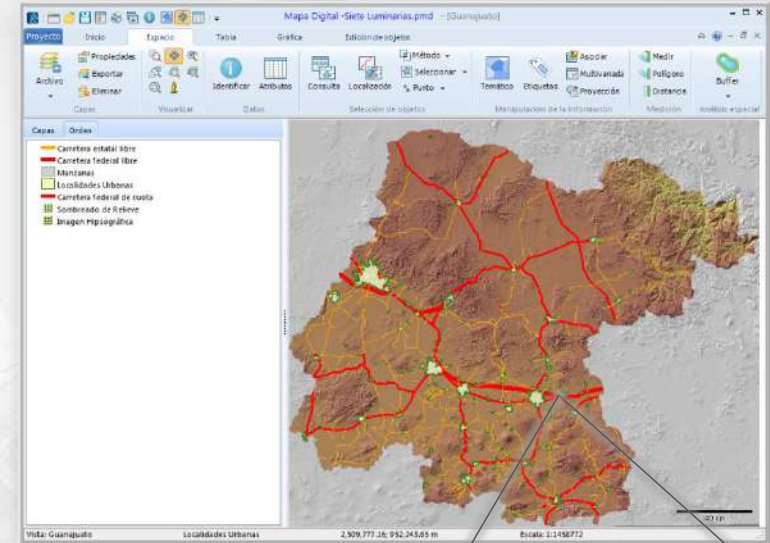 Mapa Digital -Siete Luminarias.pmd - [Guanajuato]
Proyecto Inicio Espacio Tabla Gráfica Edición de objetos
Archivo Propiedades Exportar Eliminar
Identificar Atributos
Consulta Localización Método Seleccionar Punto
Temático Etiquetas Asociar Multivariada Proyección
Medir Polígono Distancia
Buffer
Capas Visualizar Datos Selección de objetos Manipulación de la información Medición Análisis espacial
Capas Orden
Carretera estatal libre
Carretera federal libre
Manzanas
Localidades Urbanas
Carretera federal de cuota
Sombreado de Relieve
Imagen Hipsográfica
40 km
Vista: Guanajuato Localidades Urbanas 2,509,777.16; 952,243.65 m Escala: 1:1458772